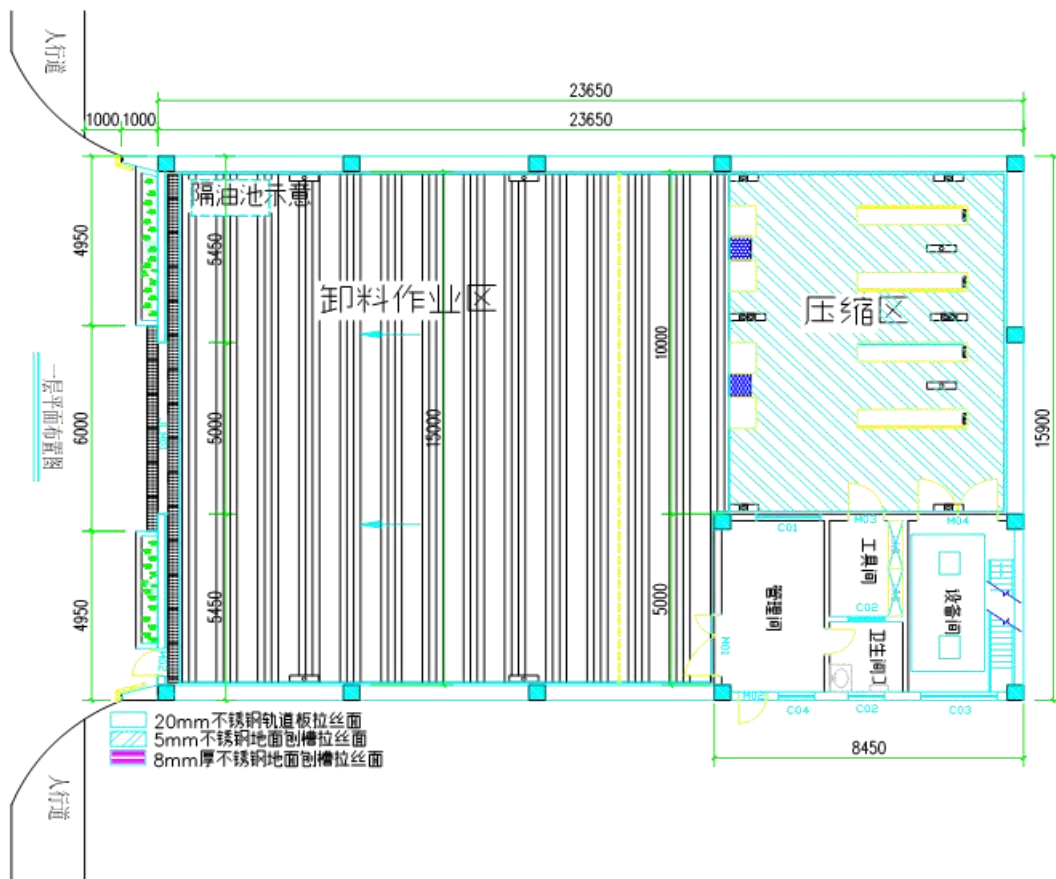 人行道
23650
1000
1000
23650
隔油池示意
4950
5450
卸料作业区
压缩区
10000
一层平面布置图
6000
5000
15000
15900
C01
M03
M04
工具间
设备间
管理间
C02
卫生间
5000
4950
5450
M01
M02
M02
C04
C02
C03
20mm不锈钢轨道板拉丝面
5mm不锈钢地面刨槽拉丝面
8mm厚不锈钢地面刨槽拉丝面
8450
人行道